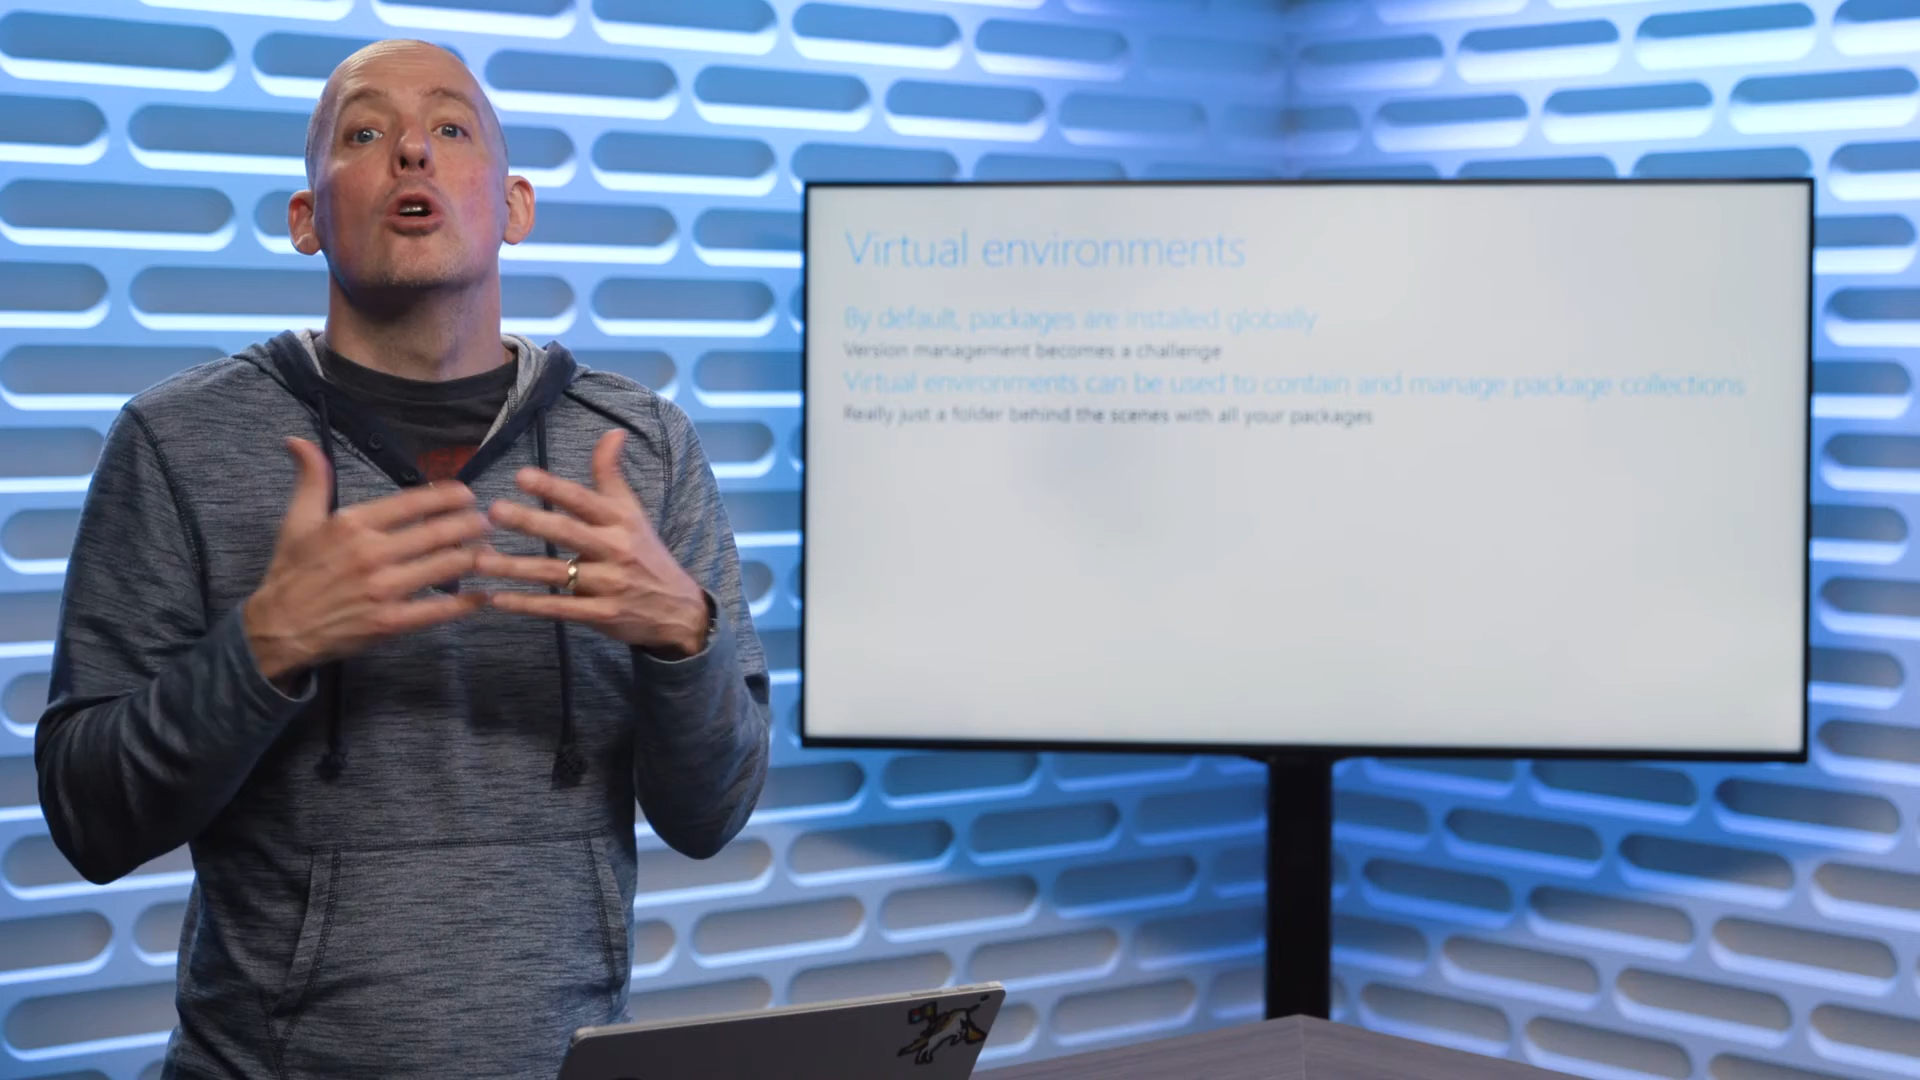 Virtual environments
By default, packages are installed globally
Version management becomes a challenge
Virtual environments can be used to contain and manage package collections
Really just a folder behind the scenes with all your packages